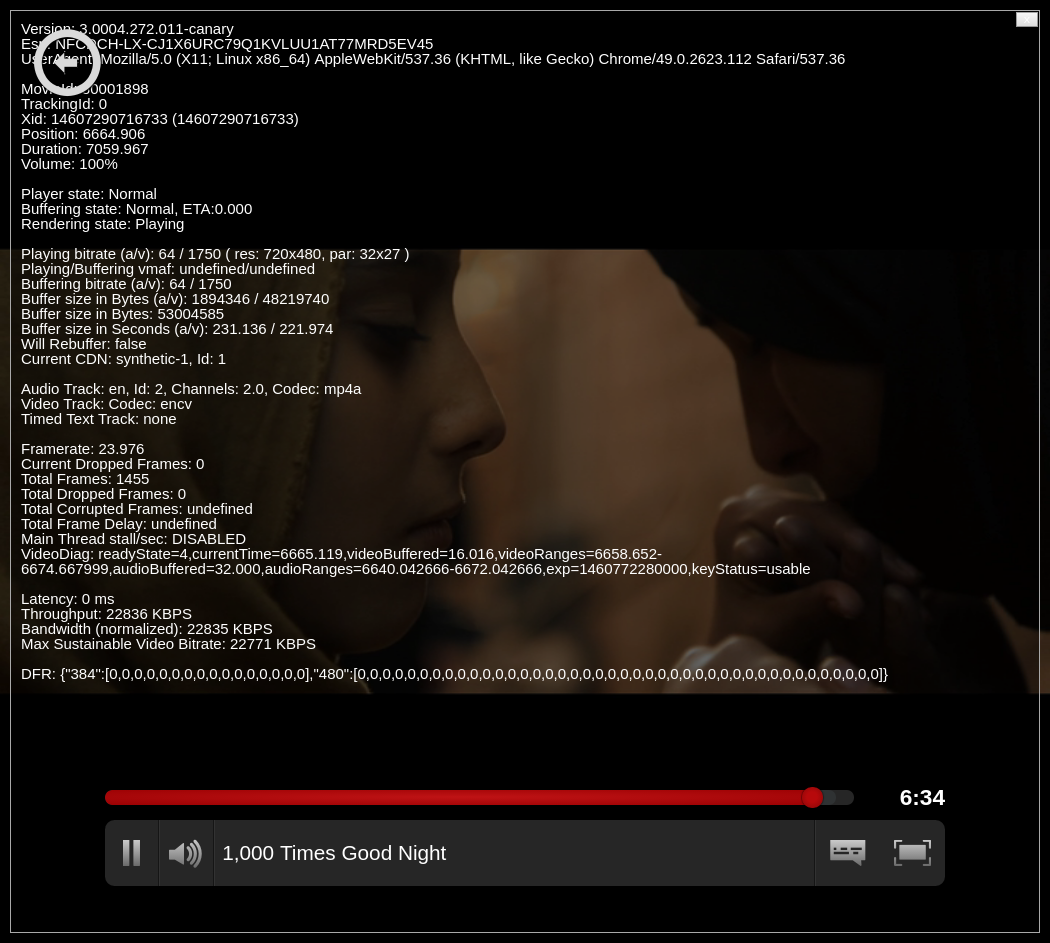 Version: 3.0004.272.011-canary
Esn: NFCDCH-LX-CJ1X6URC79Q1KVLUU1AT77MRD5EV45
UserAgent: Mozilla/5.0 (X11; Linux x86_64) AppleWebKit/537.36 (KHTML, like Gecko) Chrome/49.0.2623.112 Safari/537.36
MovieId: 80001898
TrackingId: 0
Xid: 14607290716733 (14607290716733)
Position: 6664.906
Duration: 7059.967
Volume: 100%
Player state: Normal
Buffering state: Normal, ETA:0.000
Rendering state: Playing
Playing bitrate (a/v): 64 / 1750 ( res: 720x480, par: 32x27 )
Playing/Buffering vmaf: undefined/undefined
Buffering bitrate (a/v): 64 / 1750
Buffer size in Bytes (a/v): 1894346 / 48219740
Buffer size in Bytes: 53004585
Buffer size in Seconds (a/v): 231.136 / 221.974
Will Rebuffer: false
Current CDN: synthetic-1, Id: 1
Audio Track: en, Id: 2, Channels: 2.0, Codec: mp4a
Video Track: Codec: encv
Timed Text Track: none
Framerate: 23.976
Current Dropped Frames: 0
Total Frames: 1455
Total Dropped Frames: 0
Total Corrupted Frames: undefined
Total Frame Delay: undefined
Main Thread stall/sec: DISABLED
VideoDiag: readyState=4,currentTime=6665.119,videoBuffered=16.016,videoRanges=6658.652-
6674.667999,audioBuffered=32.000,audioRanges=6640.042666-6672.042666,exp=1460772280000,keyStatus=usable
Latency: 0 ms
Throughput: 22836 KBPS
Bandwidth (normalized): 22835 KBPS
Max Sustainable Video Bitrate: 22771 KBPS
DFR: {"384":[0,0,0,0,0,0,0,0,0,0,0,0,0,0,0,0],"480":[0,0,0,0,0,0,0,0,0,0,0,0,0,0,0,0,0,0,0,0,0,0,0,0,0,0,0,0,0,0,0,0,0,0,0,0,0,0,0,0,0,0]}
6:34
1,000 Times Good Night